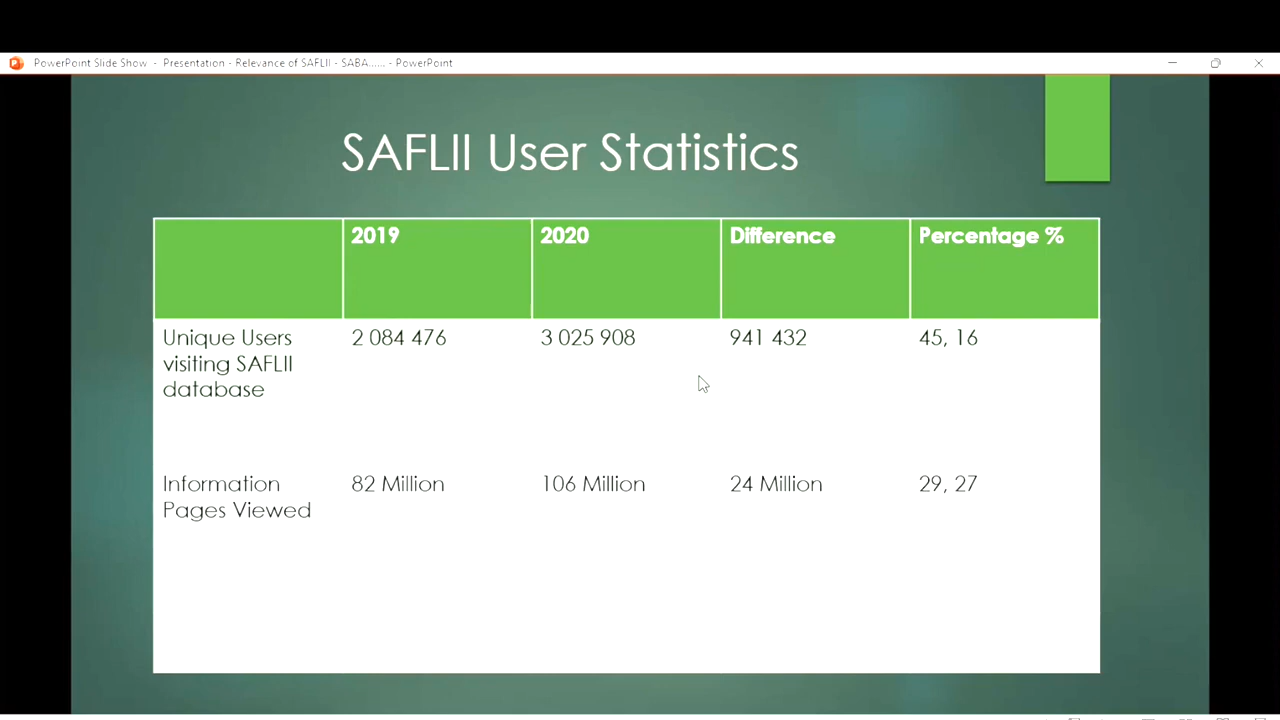 PowerPoint Slide Show - Presentation - Relevance of SAFLII - SABA...... - PowerPoint
SAFLII User Statistics
2019 2020 Difference Percentage %
Unique Users 2 084 476 3 025 908 941 432 45, 16
visiting SAFLII
database
Information 82 Million 106 Million 24 Million 29, 27
Pages Viewed